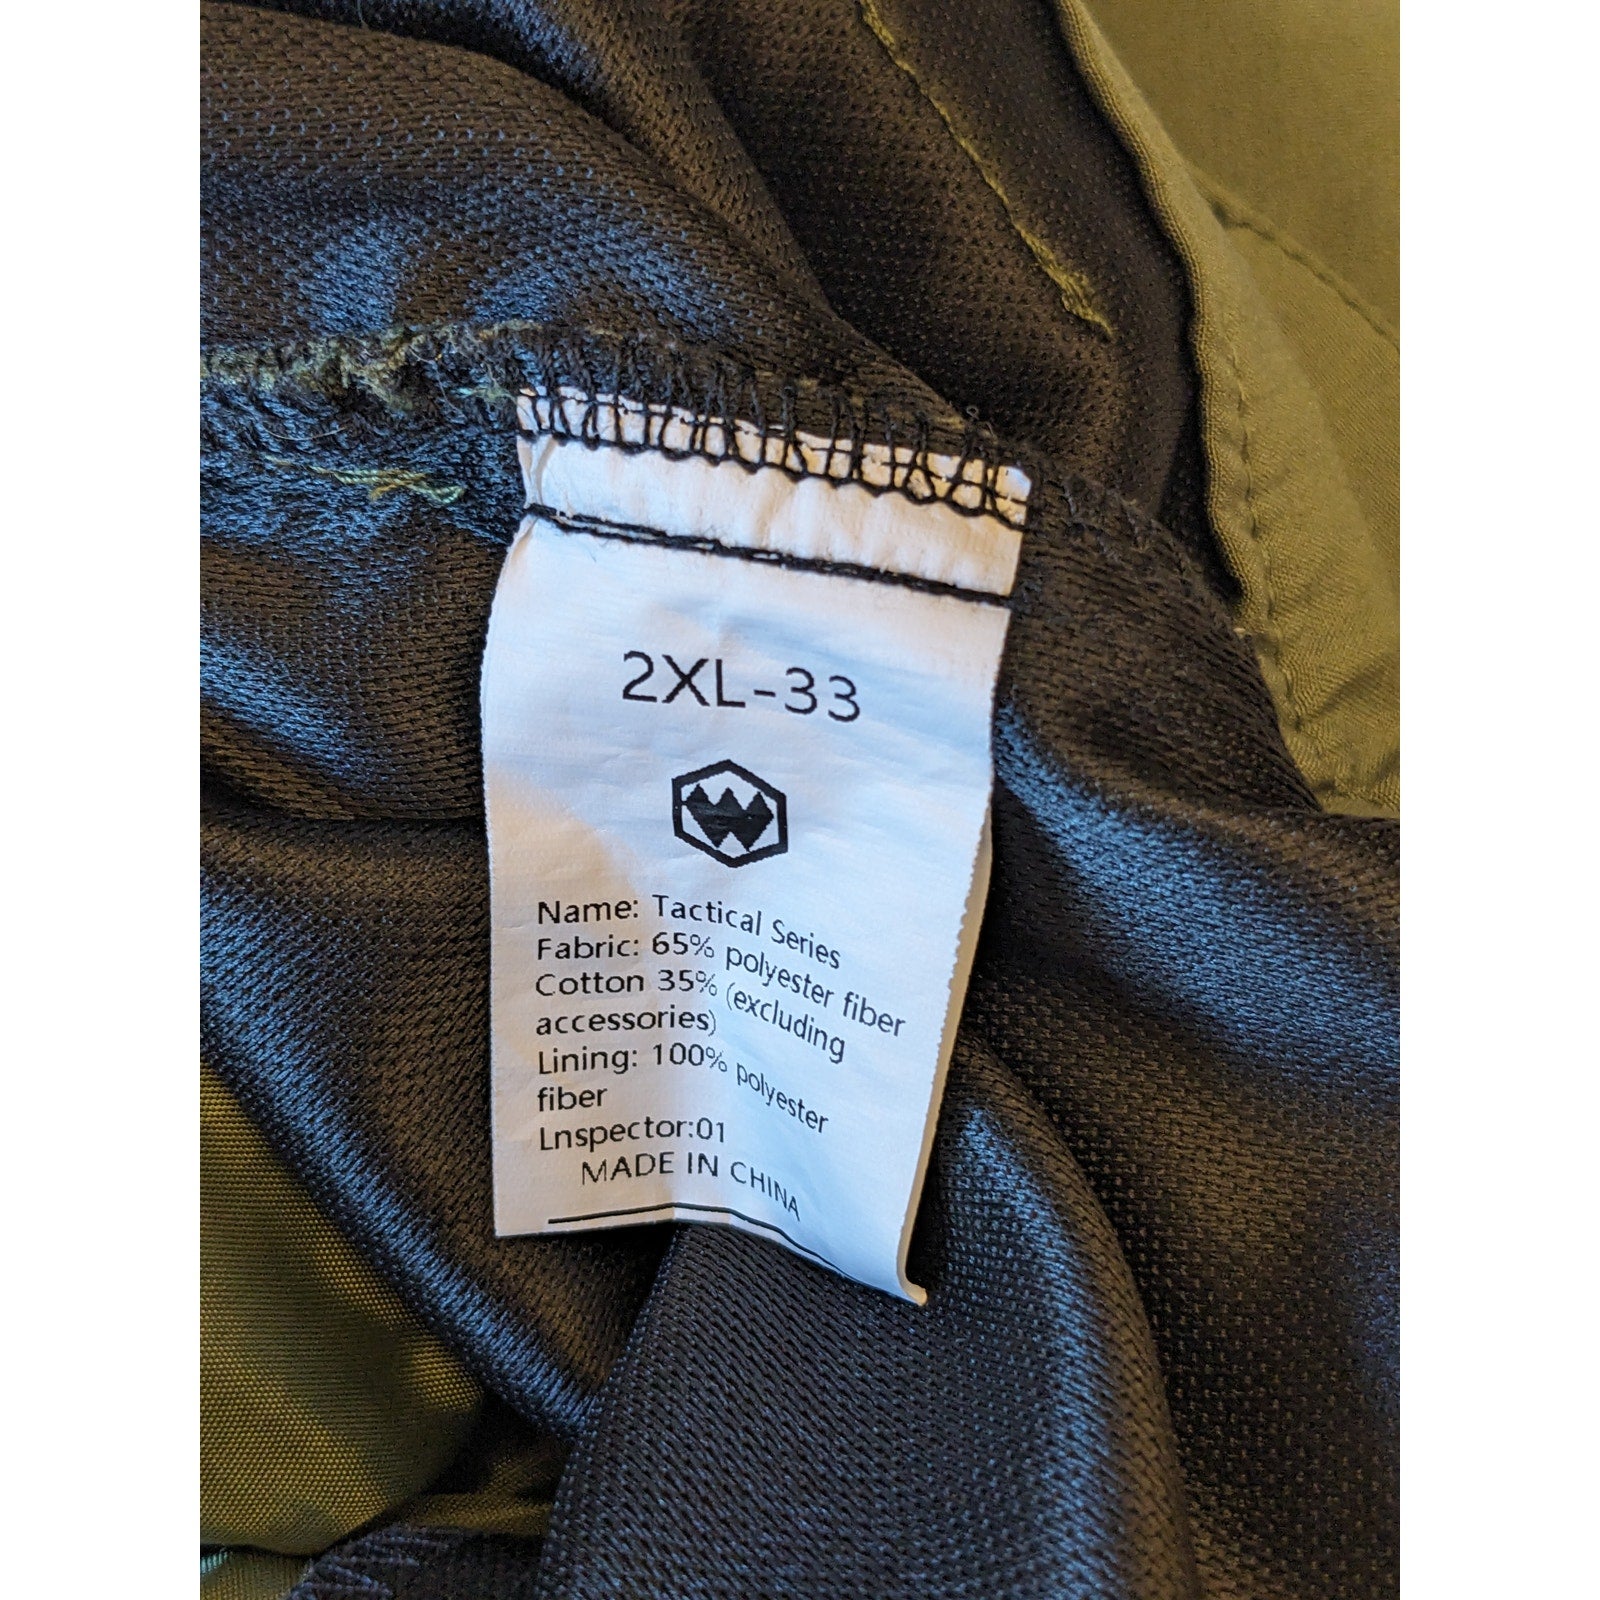 2XL-33
Name: Tactical Series
Fabric: 65% polyester fiber
Cotton 35% (excluding
accessories)
Lining: 100% polyester
fiber
Lnspector:01
MADE IN CHINA